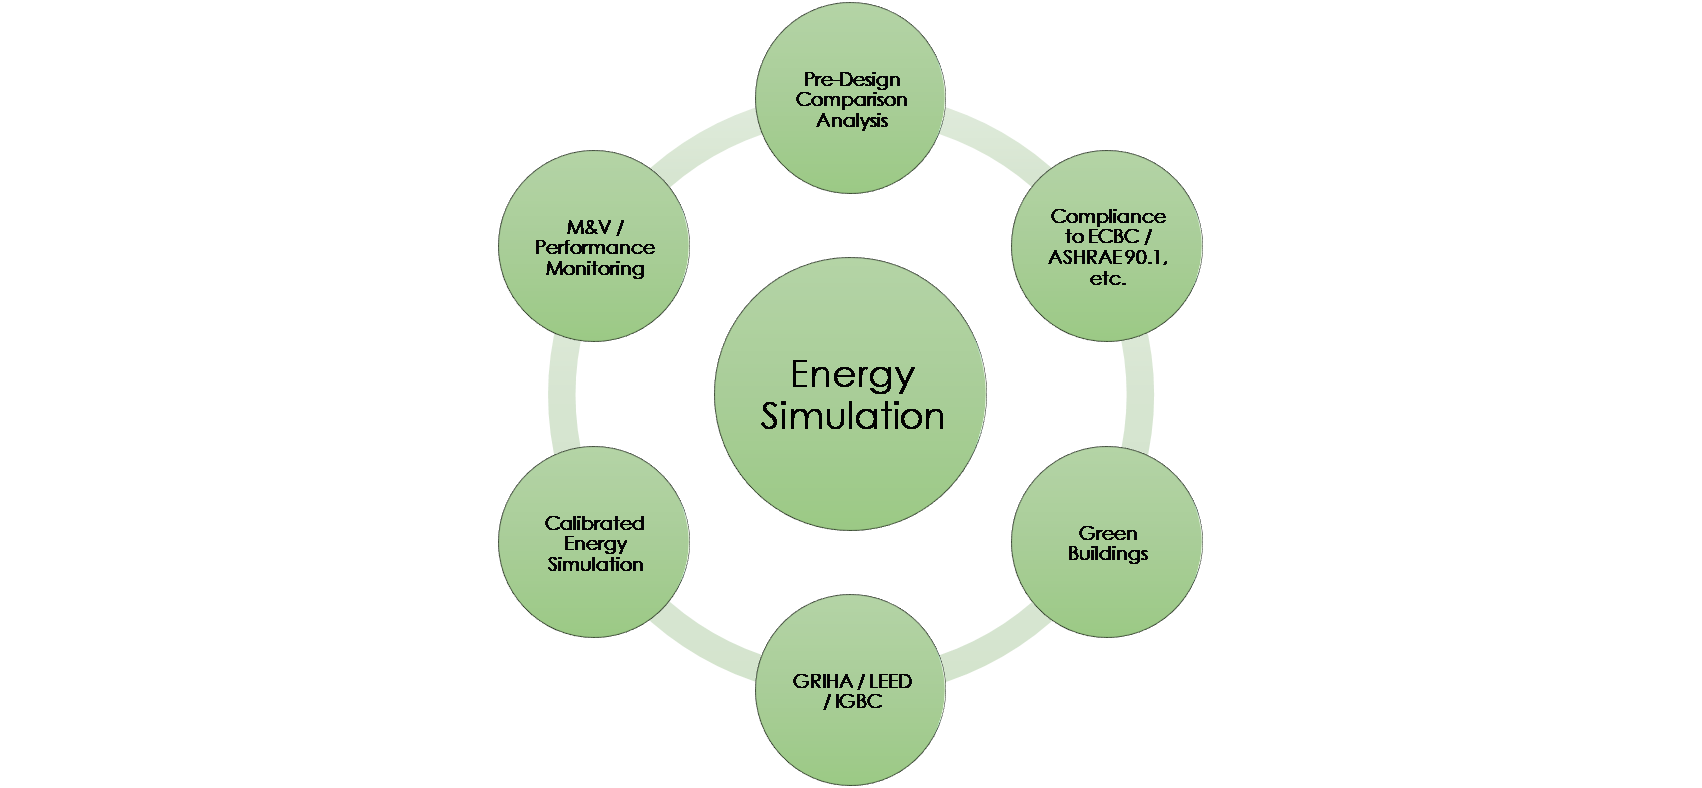 Pre-Design
Comparison
Analysis
Compliance
to ECBC /
ASHRAE 90.1,
etc.
Green
Buildings
GRIHA / LEED
/ IGBC
Calibrated
Energy
Simulation
M&V /
Performance
Monitoring
Energy
Simulation